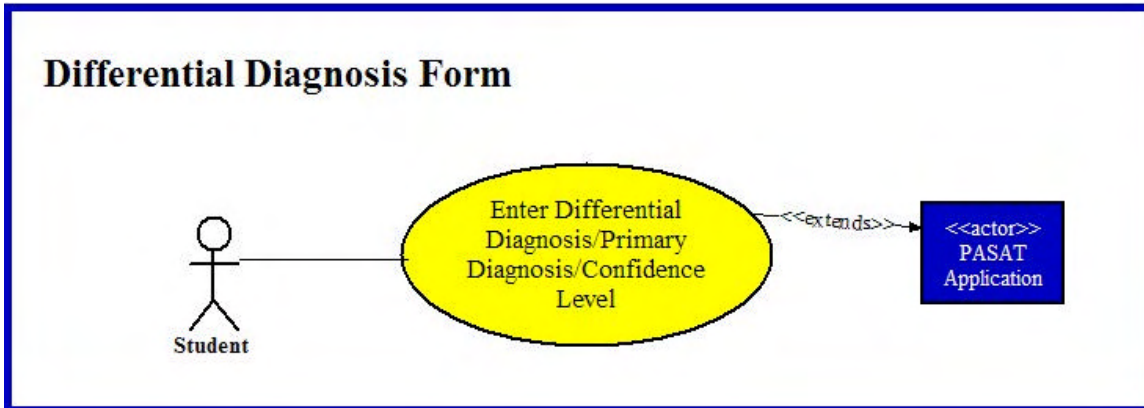 Differential Diagnosis Form
Enter Differential
Diagnosis/Primary
Diagnosis/Confidence
Level
<<extends>>
<<actor>>
PASAT
Application
Student